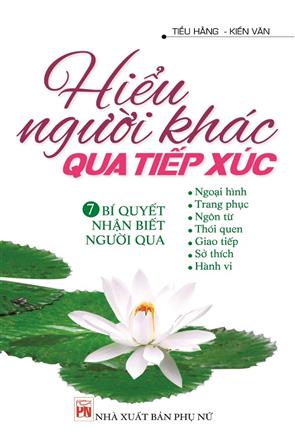 TIỂU HẰNG - KIẾN VĂN
Hiểu
người khác
QUA TIẾP XÚC
7 BÍ QUYẾT
NHẬN BIẾT
NGƯỜI QUA
• Ngoại hình
• Trang phục
• Ngôn từ
• Thói quen
• Giao tiếp
• Sở thích
• Hành vi
PN
NHÀ XUẤT BẢN PHỤ NỮ